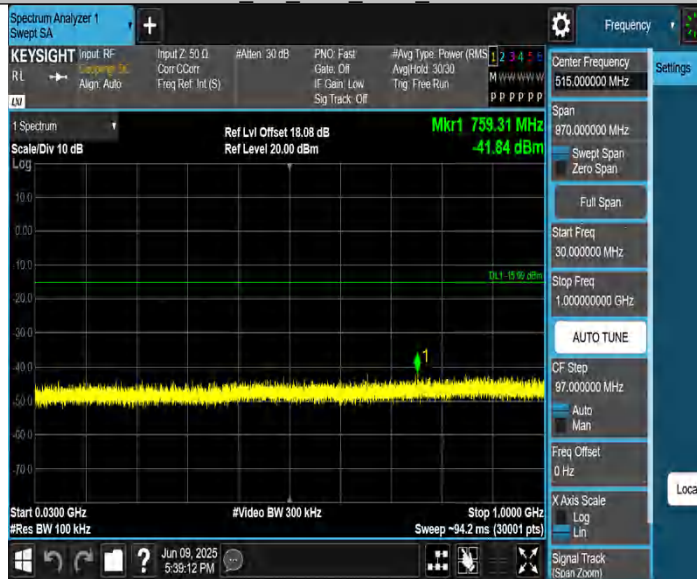 Spectrum Analyzer 1
Swept SA
Frequency
Settings
KEYSIGHT
RL
Input: RF
Coupling: DC
Align: Auto
Input Z: 50 Ω
Corr CCorr
Freq Ref: Int (S)
#Atten: 30 dB
PNO: Fast
Gate: Off
IF Gain: Low
Sig Track: Off
#Avg Type: Power (RMS
Avg|Hold: 30/30
Trig: Free Run
1 2 3 4 5 6
M W W W W W
P P P P P P
LXI
1 Spectrum
Scale/Div 10 dB
Log
Ref Lvl Offset 18.08 dB
Ref Level 20.00 dBm
Mkr1 759.31 MHz
-41.84 dBm
10.0
0.00
-10.0
-20.0
-30.0
-40.0
-50.0
-60.0
-70.0
1
Start 0.0300 GHz
#Res BW 100 kHz
#Video BW 300 kHz
Stop 1.0000 GHz
Sweep ~94.2 ms (30001 pts)
Jun 09, 2025
5:39:12 PM
Center Frequency
515.000000 MHz
Span
970.000000 MHz
Swept Span
Zero Span
Full Span
Start Freq
30.000000 MHz
Stop Freq
1.000000000 GHz
AUTO TUNE
CF Step
97.000000 MHz
Auto
Man
Freq Offset
0 Hz
X Axis Scale
Log
Lin
Signal Track
(Span Zoom)
Loca